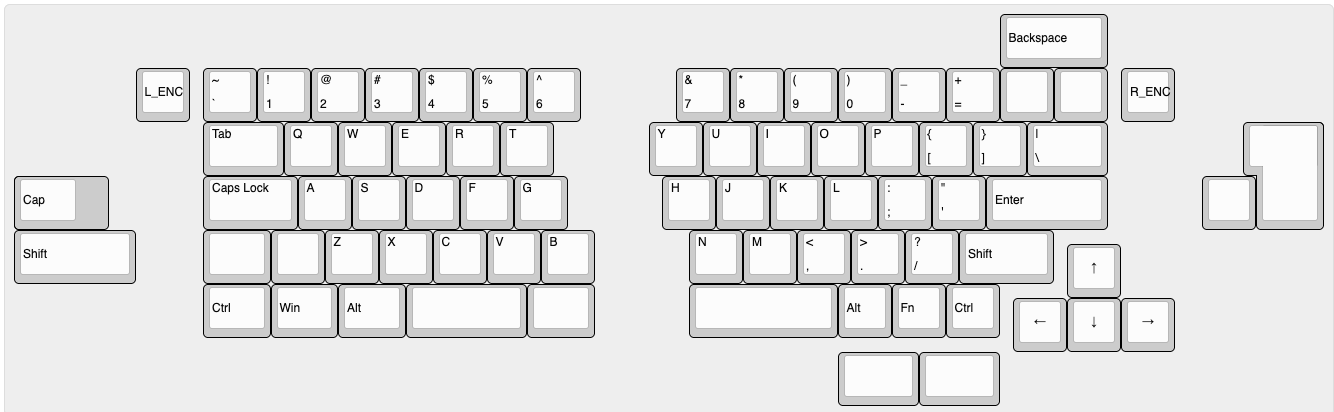 Backspace
L_ENC ~ ! @ # $ % ^ & * ( ) _ + R_ENC
` 1 2 3 4 5 6 7 8 9 0 - =
Tab Q W E R T Y U I O P { } |
[ ] \
Cap Caps Lock A S D F G H J K L : " Enter
; '
Shift Z X C V B N M < > ? Shift
, . /
↑
Ctrl Win Alt Alt Fn Ctrl
← ↓ →